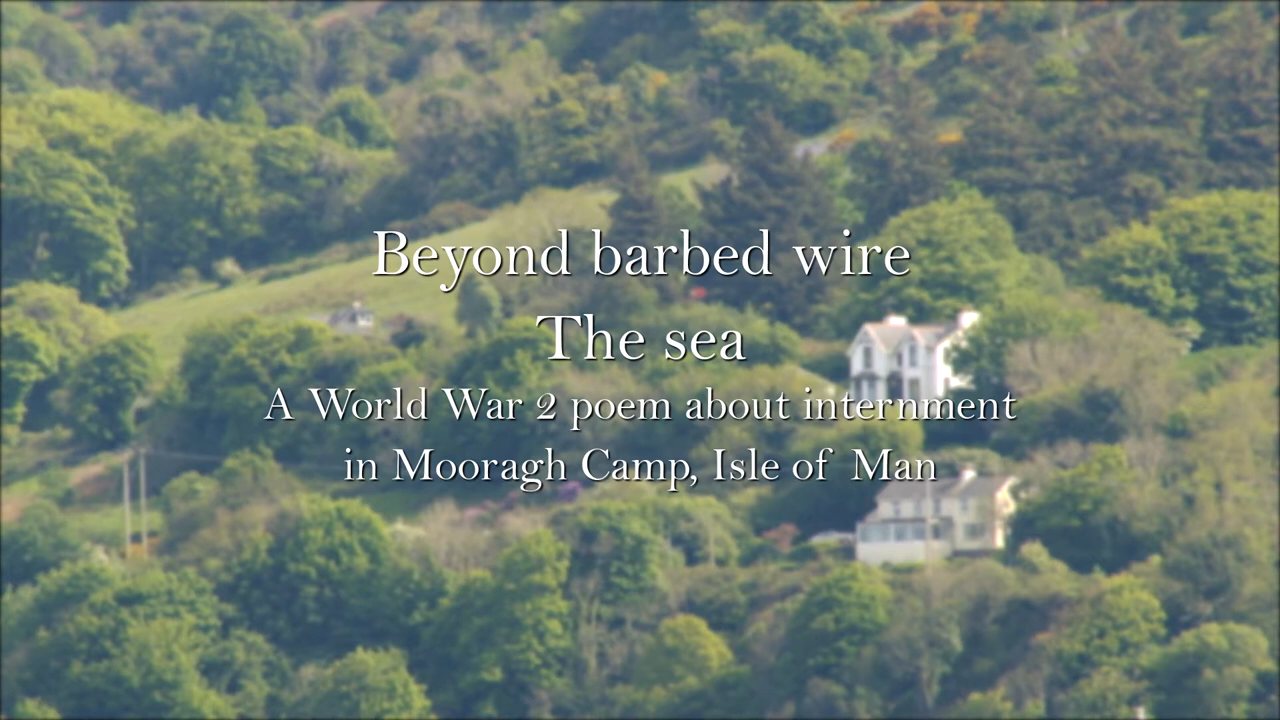 Beyond barbed wire
The sea
A World War 2 poem about internment
in Mooragh Camp, Isle of Man